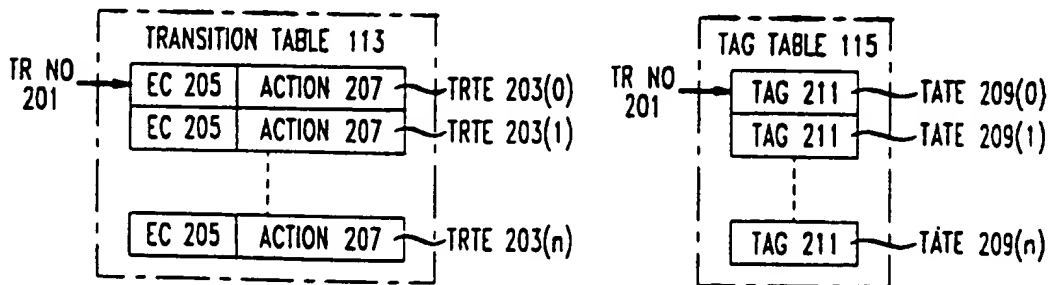 TRANSITION TABLE 113
TR NO
201
EC 205 ACTION 207 TRTE 203(0)
EC 205 ACTION 207 TRTE 203(1)
EC 205 ACTION 207 TRTE 203(n)
TAG TABLE 115
TR NO
201
TAG 211 TATE 209(0)
TAG 211 TATE 209(1)
TAG 211 TATE 209(n)